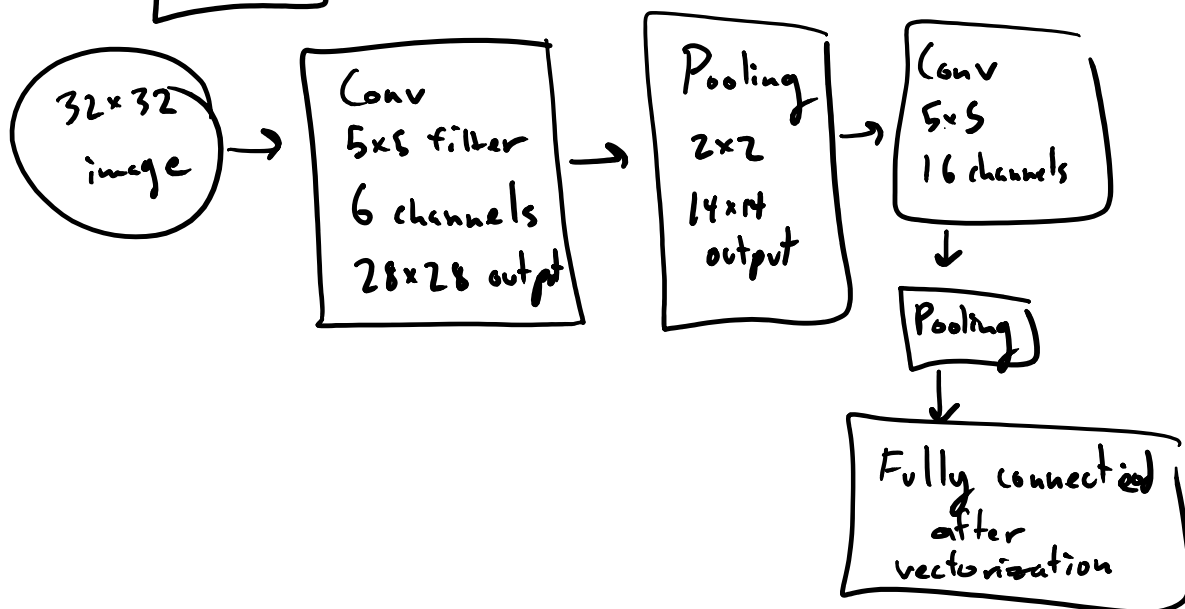 32×32
image
Conv
5×5 filter
6 channels
28×28 outpt
Pooling
2×2
14×14
output
Conv
5×5
16 channels
Pooling
Fully connected
after
vectorization